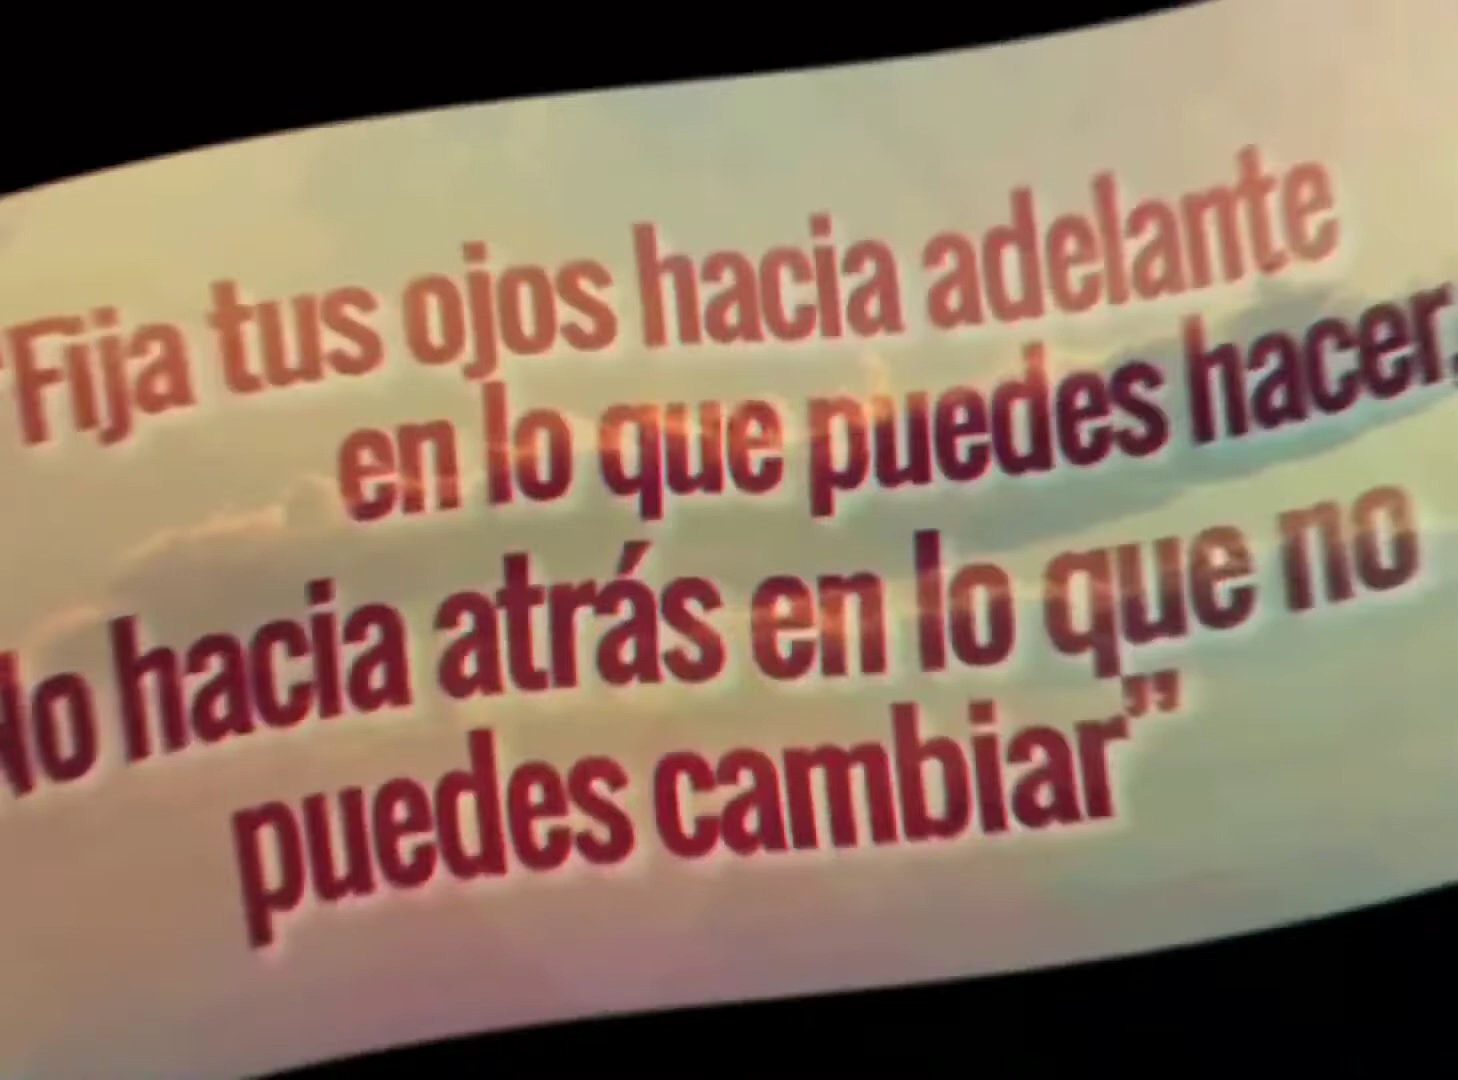 “Fija tus ojos hacia adelante
en lo que puedes hacer.
No hacia atrás en lo que no
puedes cambiar”